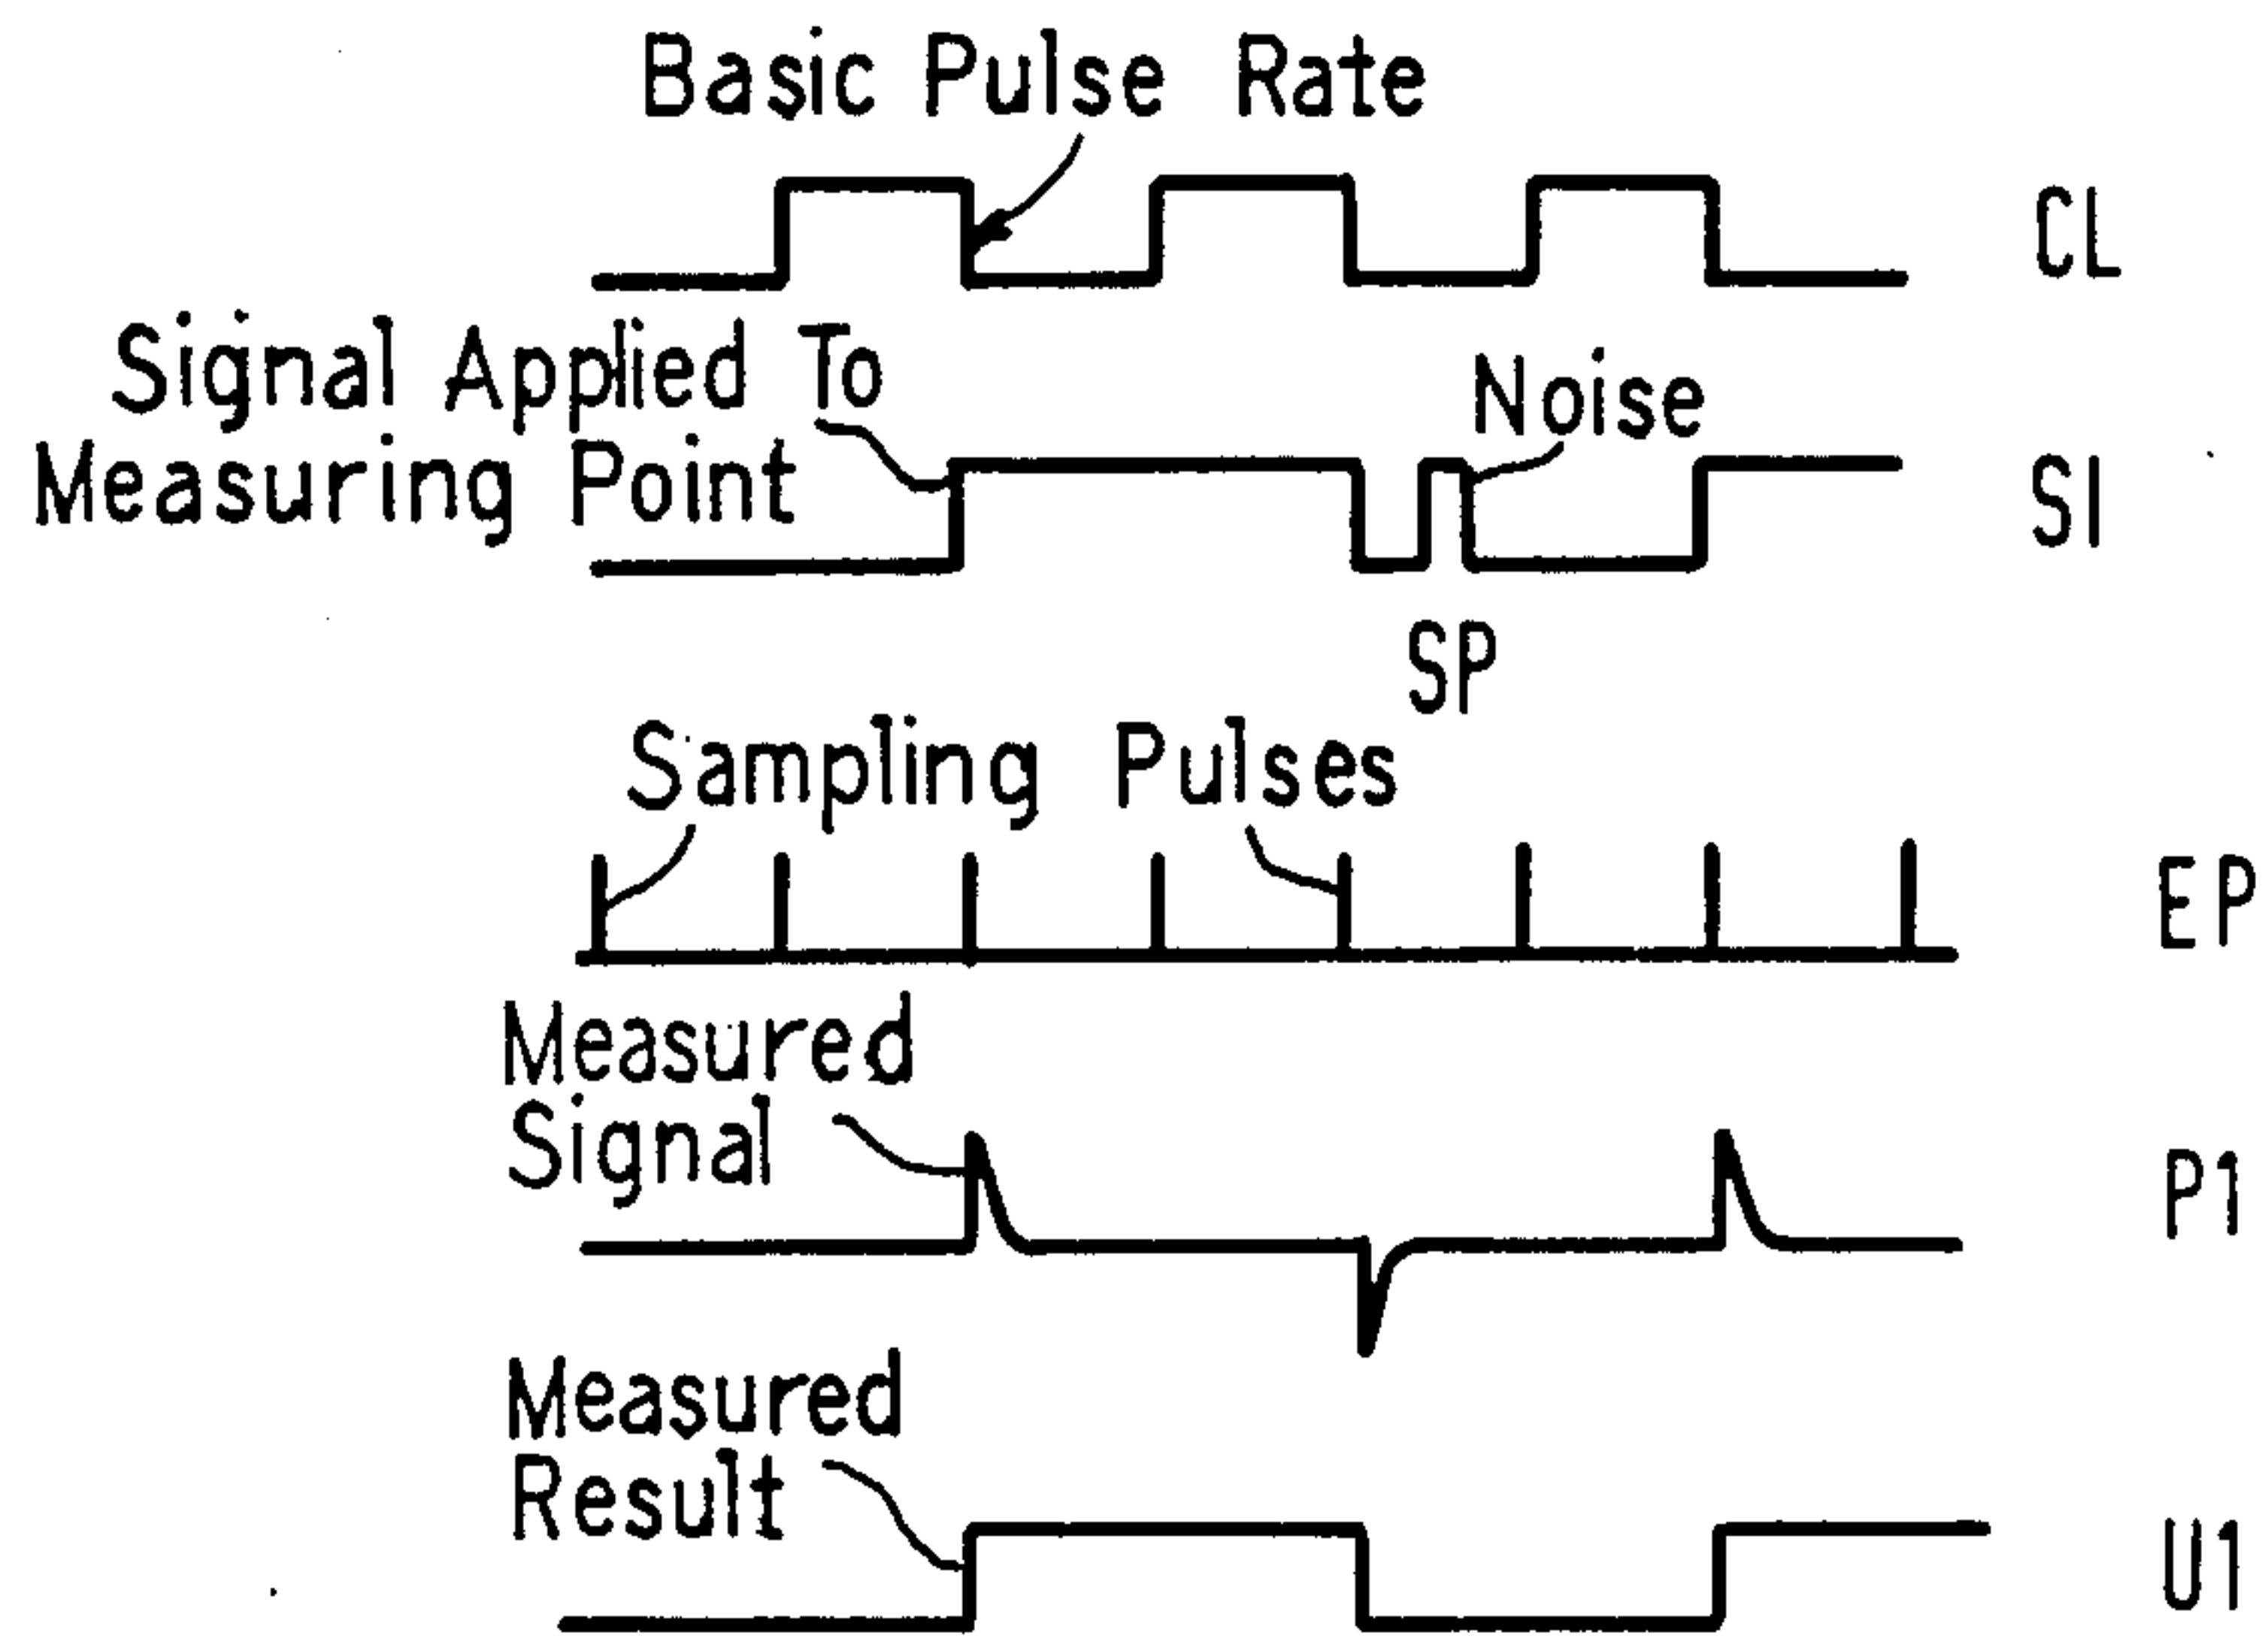 Basic Pulse Rate
CL
Signal Applied To
Measuring Point
Noise
SI
SP
Sampling Pulses
EP
Measured
Signal
P1
Measured
Result
U1